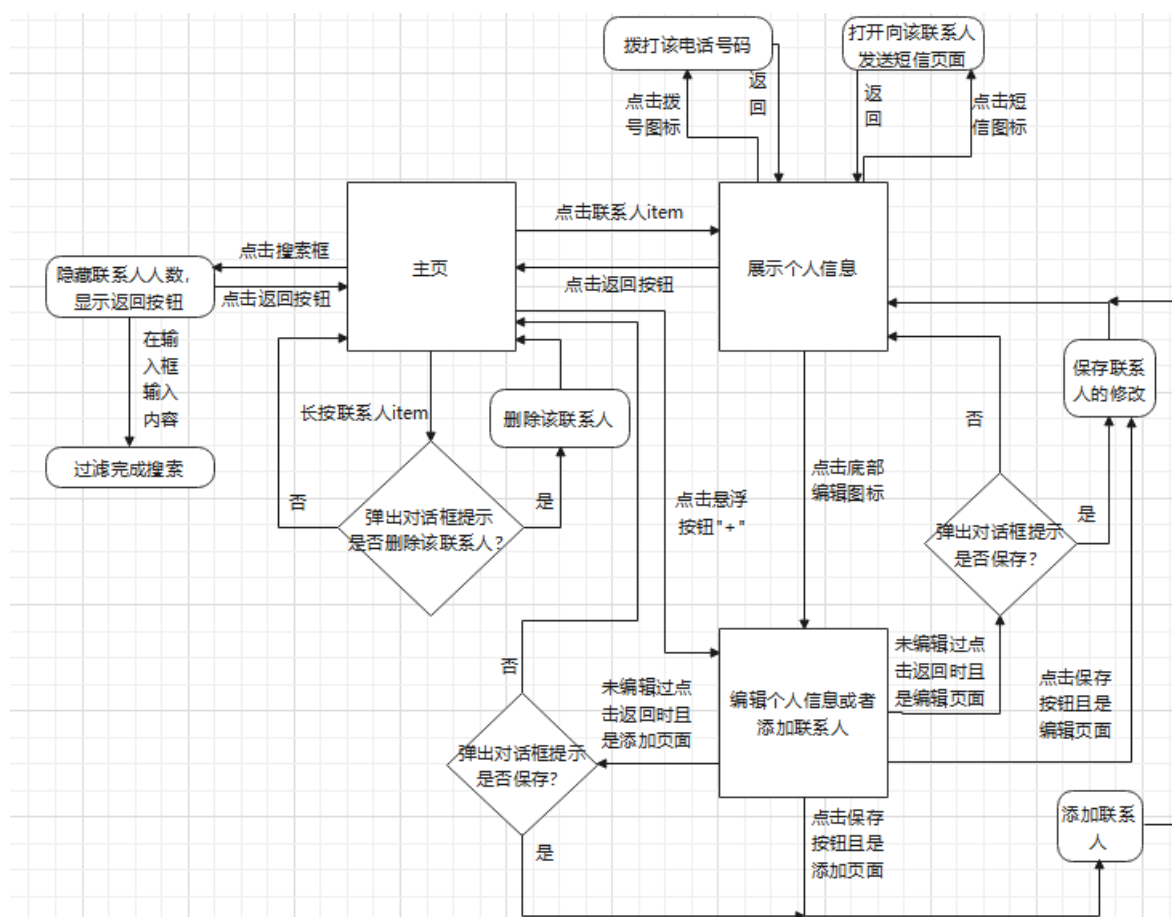 拨打该电话号码
打开向该联系人
发送短信页面
点击拨
号图标
返
回
返
回
点击短
信图标
点击联系人item
点击搜索框
主页
展示个人信息
隐藏联系人人数，
显示返回按钮
点击返回按钮
点击返回按钮
在输
入框
输入
内容
过滤完成搜索
长按联系人item
删除该联系人
保存联系
人的修改
否
是
弹出对话框提示
是否删除该联系人？
点击悬浮
按钮"+"
点击底部
编辑图标
否
是
弹出对话框提示
是否保存？
否
未编辑过点
击返回时且
是添加页面
编辑个人信息或者
添加联系人
未编辑过点
击返回时且
是编辑页面
点击保存
按钮且是
编辑页面
弹出对话框提示
是否保存？
是
点击保存
按钮且是
添加页面
添加联系
人